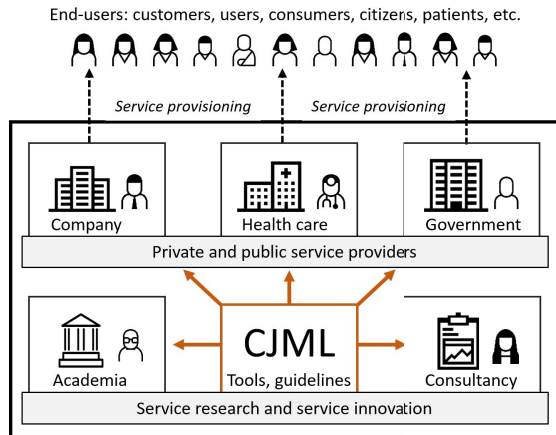 End-users: customers, users, consumers, citizens, patients, etc.
Service provisioning
Service provisioning
Company
Health care
Government
Private and public service providers
CJML
Tools, guidelines
Academia
Consultancy
Service research and service innovation